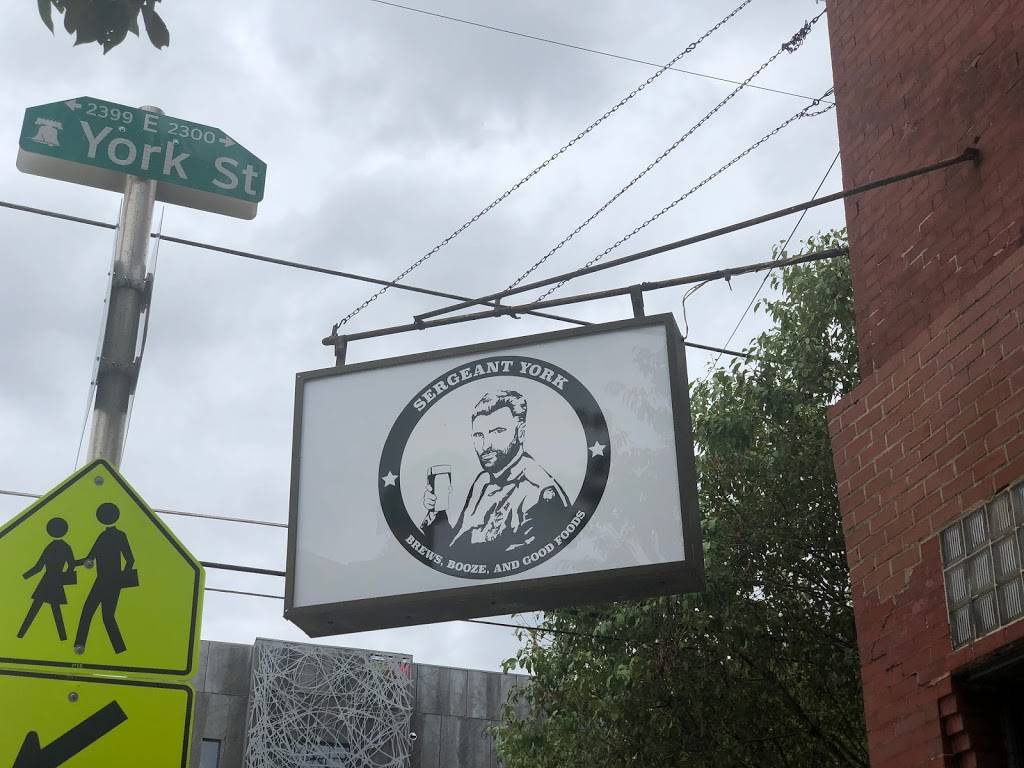 2399 E 2300
York St
SERGEANT YORK
BREWS, BOOZE, AND GOOD FOODS